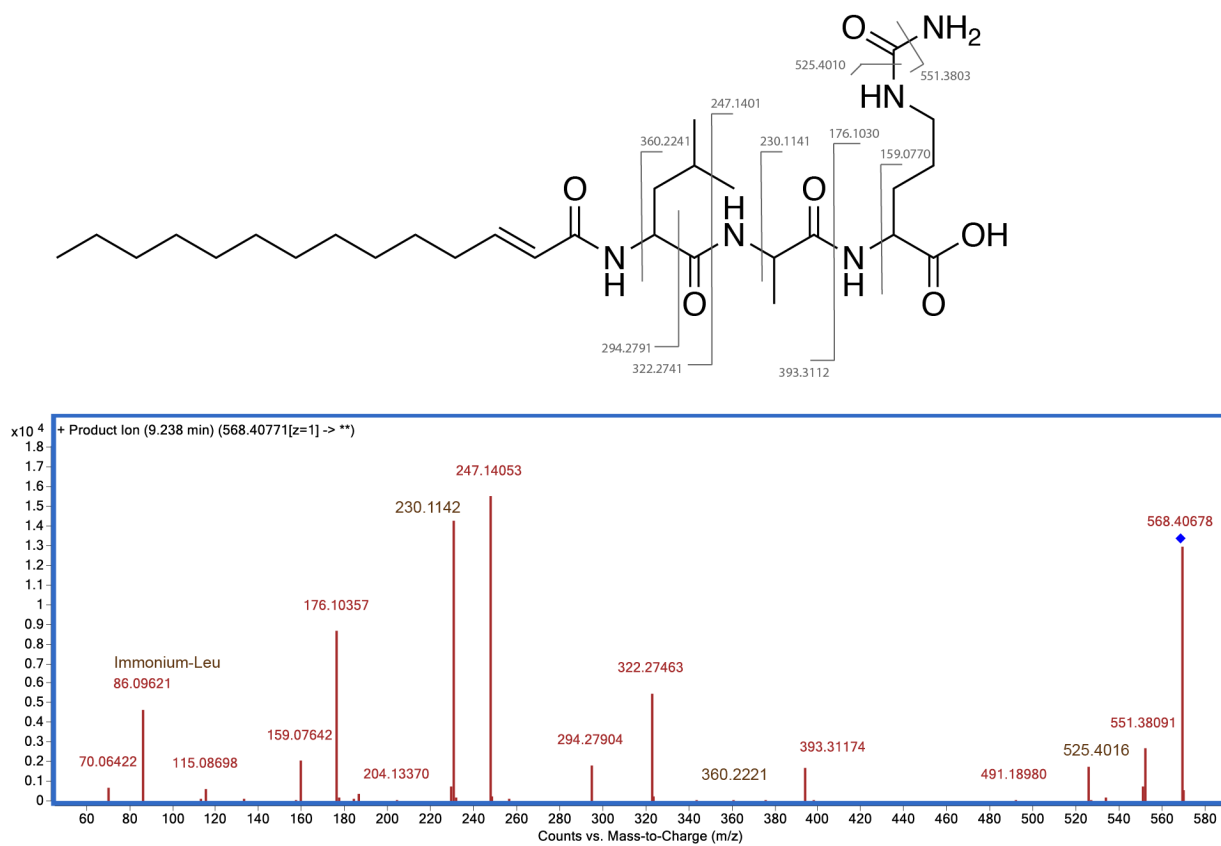 O
NH2
525.4010
551.3803
HN
247.1401
360.2241
230.1141
176.1030
159.0770
O
H
N
O
OH
N
H
O
N
H
O
294.2791
322.2741
393.3112
x10 4
+ Product Ion (9.238 min) (568.40771[z=1] -> **)
1.8
1.7
1.6
1.5
1.4
1.3
1.2
1.1
1
0.9
0.8
0.7
0.6
0.5
0.4
0.3
0.2
0.1
0
247.14053
230.1142
568.40678
176.10357
Immonium-Leu
86.09621
322.27463
159.07642
551.38091
70.06422
115.08698
294.27904
393.31174
525.4016
204.13370
360.2221
491.18980
60 80 100 120 140 160 180 200 220 240 260 280 300 320 340 360 380 400 420 440 460 480 500 520 540 560 580
Counts vs. Mass-to-Charge (m/z)